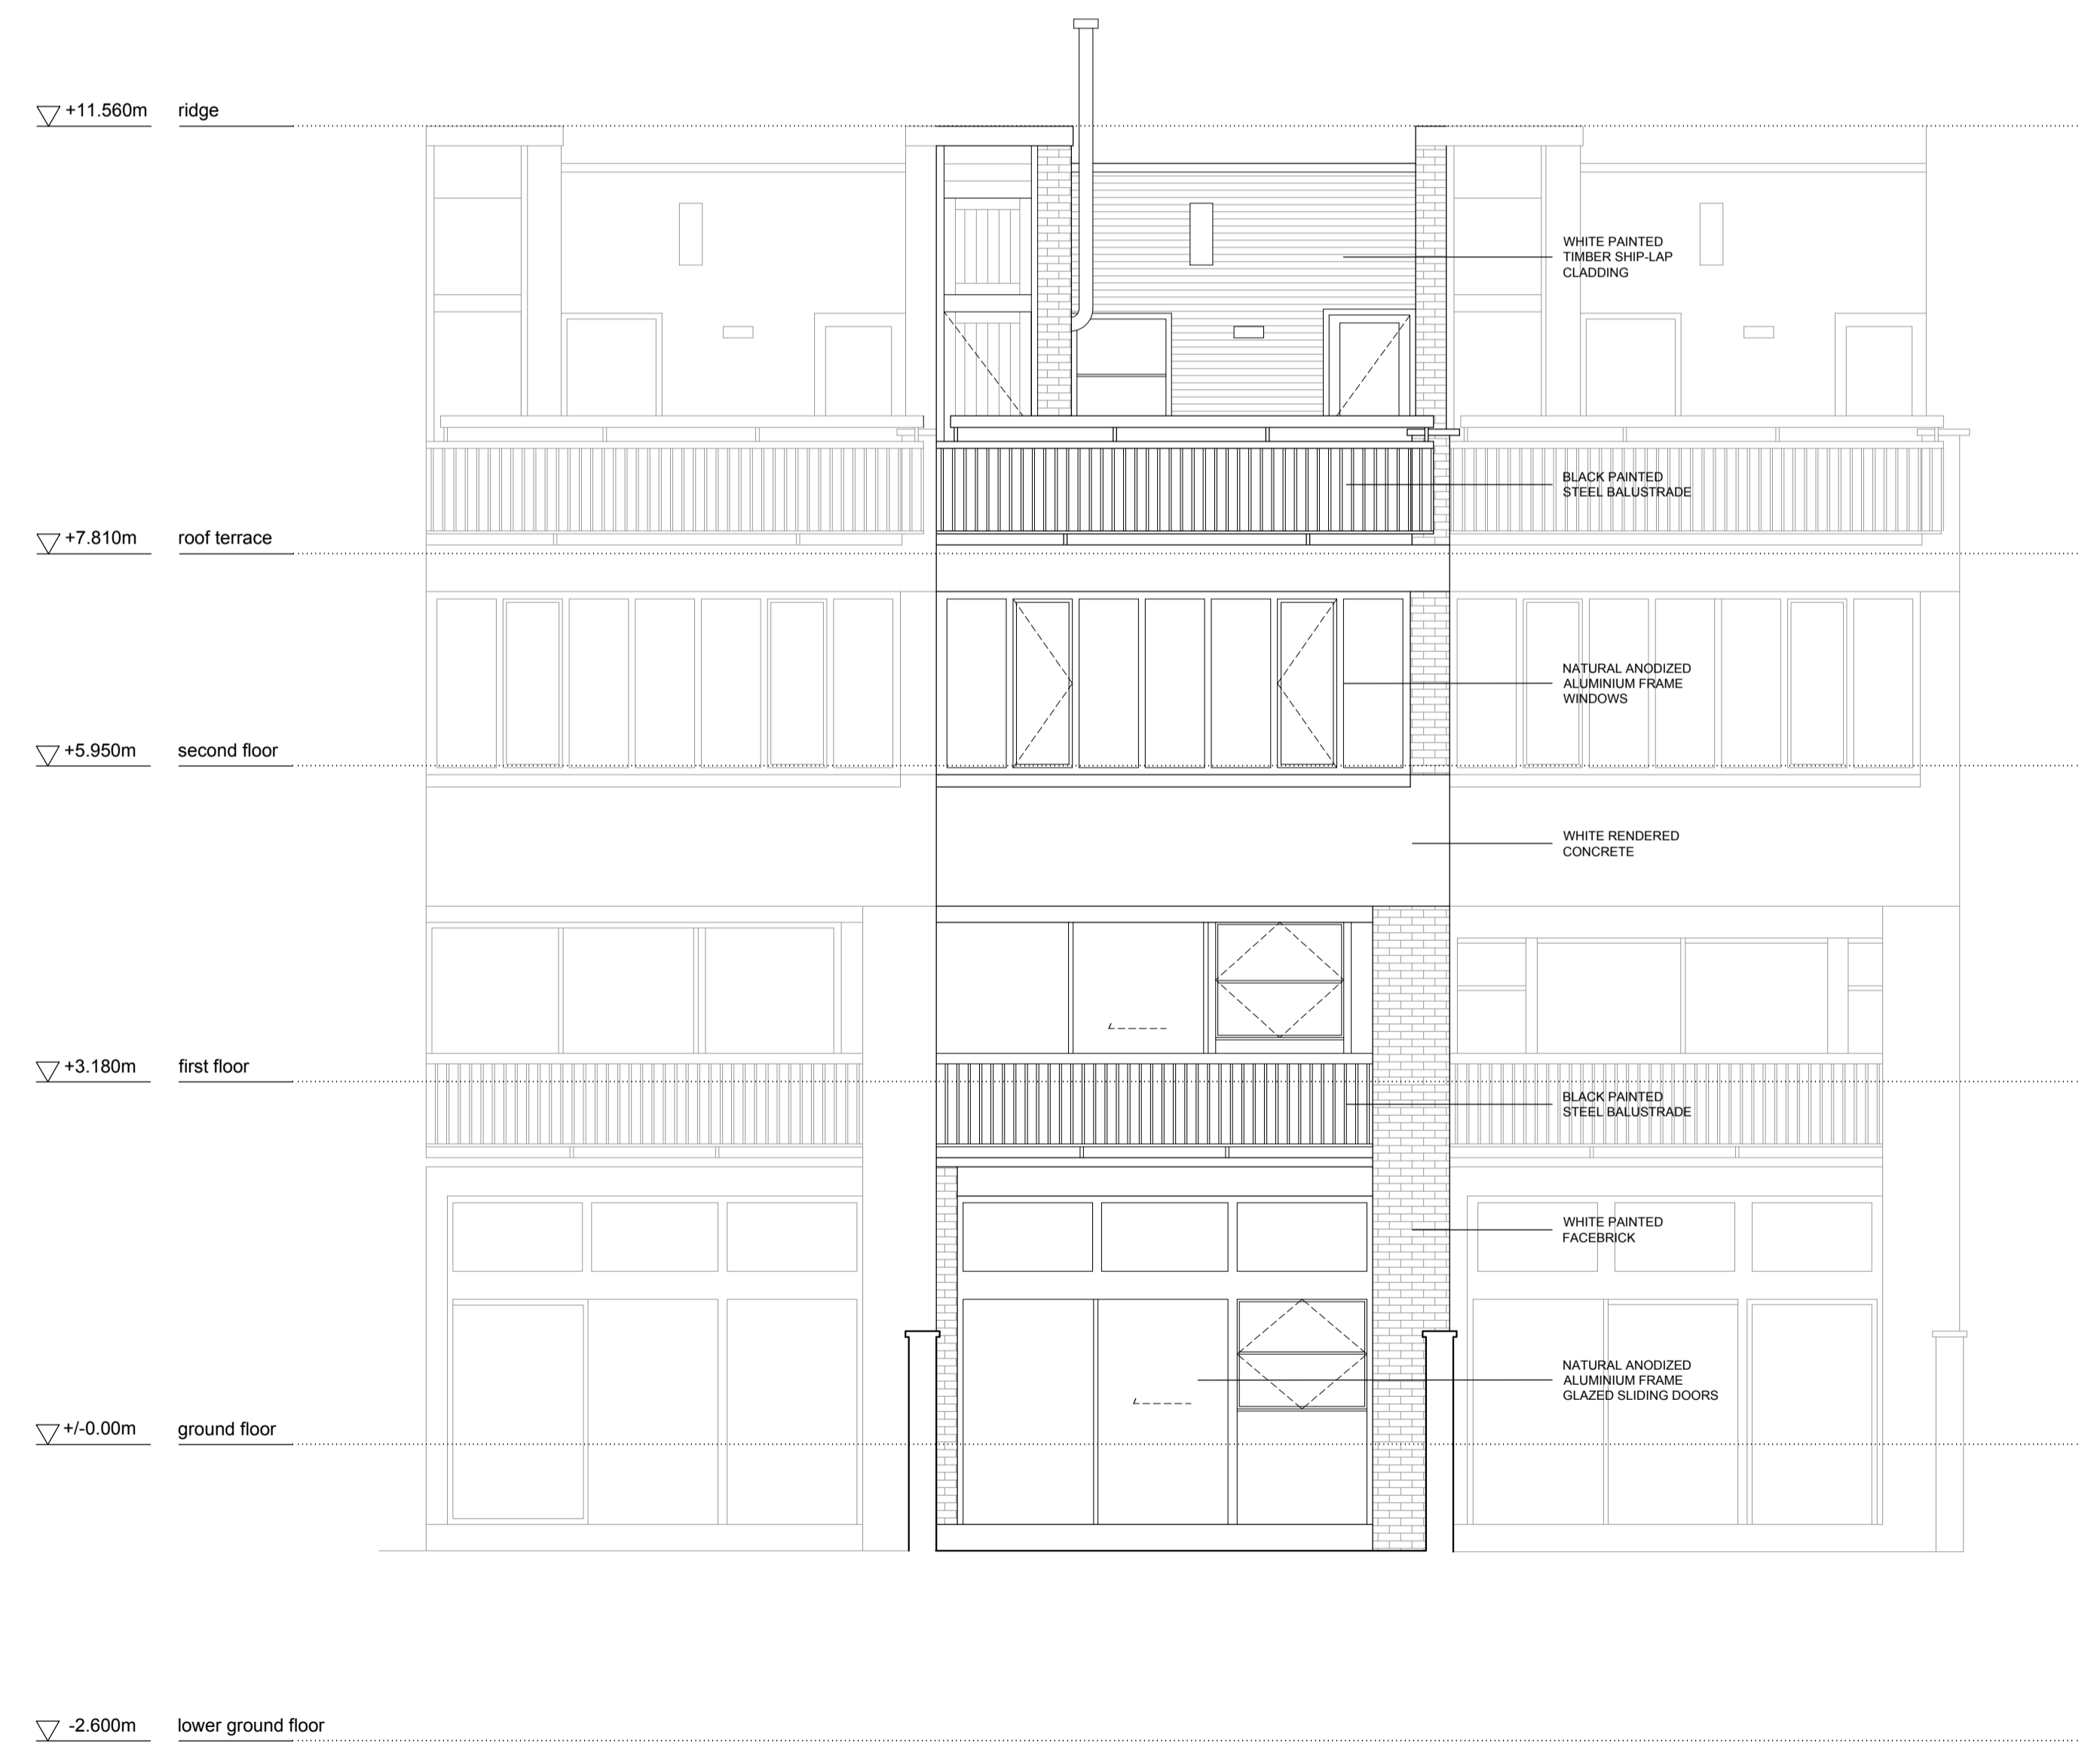 +11.560m ridge
WHITE PAINTED
TIMBER SHIP-LAP
CLADDING
BLACK PAINTED
STEEL BALUSTRADE
+7.810m roof terrace
NATURAL ANODIZED
ALUMINIUM FRAME
WINDOWS
+5.950m second floor
WHITE RENDERED
CONCRETE
+3.180m first floor
BLACK PAINTED
STEEL BALUSTRADE
WHITE PAINTED
FACEBRICK
NATURAL ANODIZED
ALUMINIUM FRAME
GLAZED SLIDING DOORS
+/-0.00m ground floor
-2.600m lower ground floor